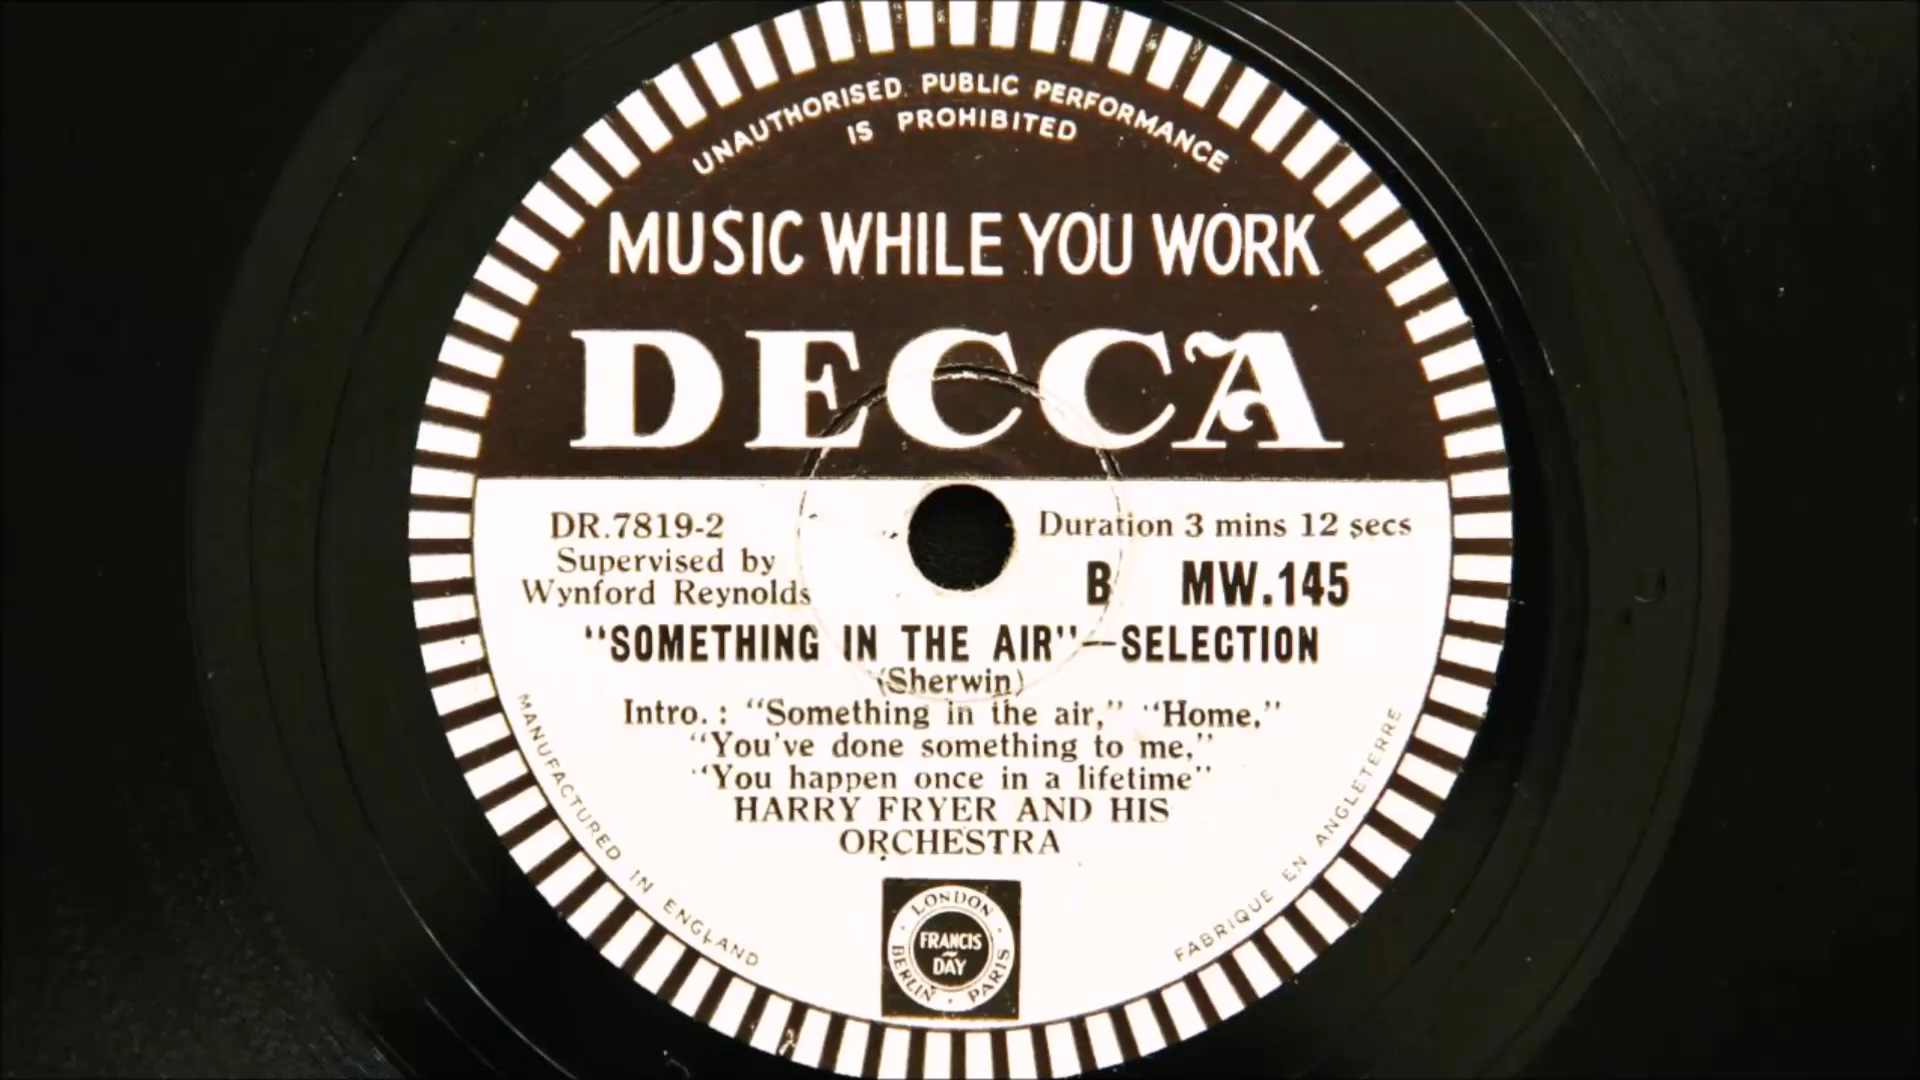 UNAUTHORISED PUBLIC PERFORMANCE
IS PROHIBITED
MUSIC WHILE YOU WORK
DECCA
DR.7819-2
Supervised by
Wynford Reynolds
Duration 3 mins 12 secs
B MW.145
"SOMETHING IN THE AIR"—SELECTION
(Sherwin)
Intro.: "Something in the air," "Home,"
"You've done something to me,"
"You happen once in a lifetime"
HARRY FRYER AND HIS
ORCHESTRA
MANUFACTURED IN ENGLAND
FABRIQUE EN ANGLETERRE
LONDON
FRANCIS
~
DAY
BERLIN · PARIS